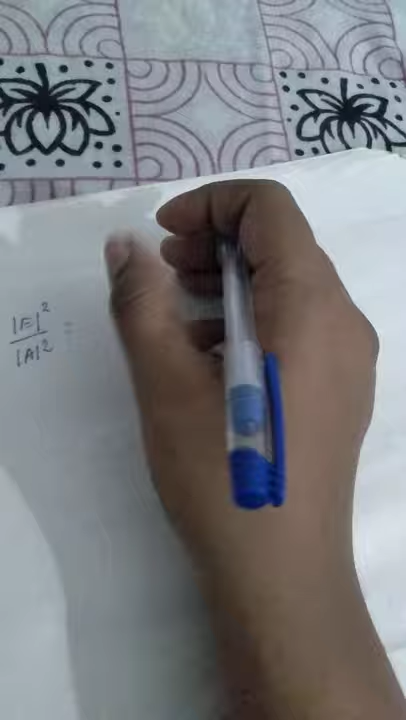 |E|²
|A|² =